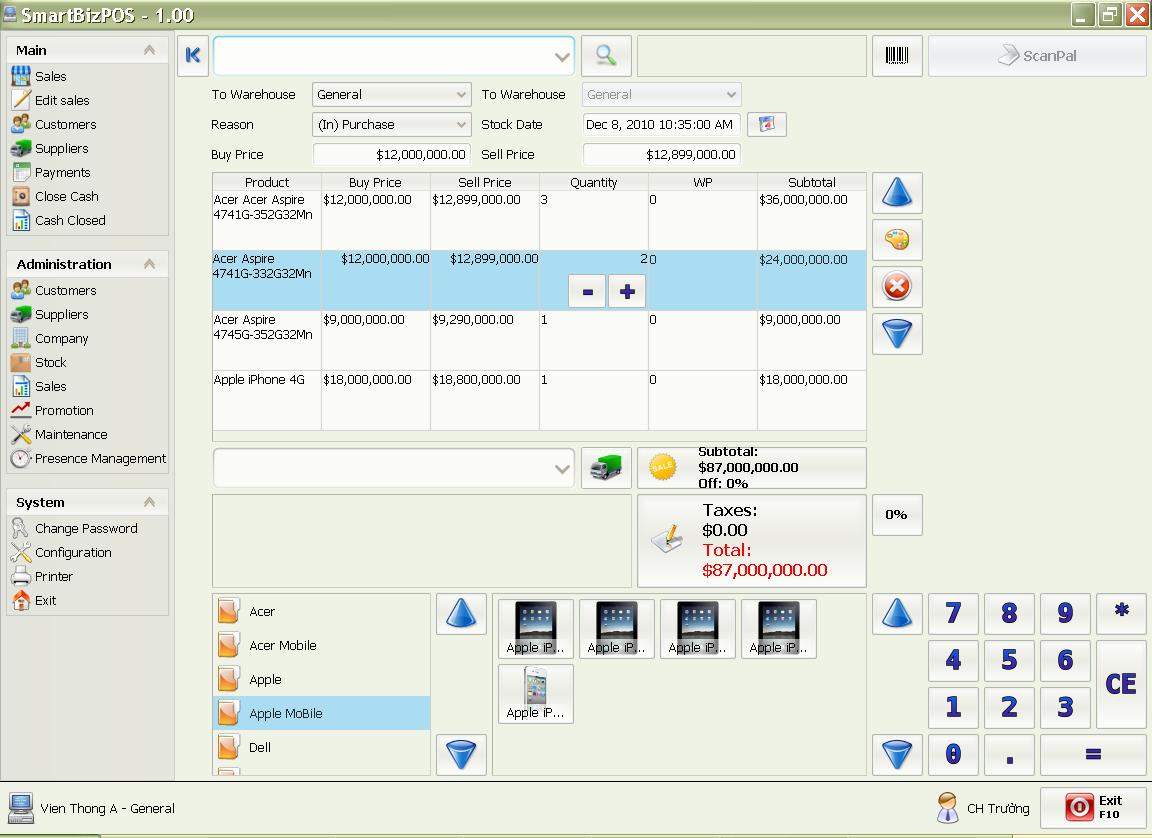 SmartBizPOS - 1.00
Main
Sales
Edit sales
Customers
Suppliers
Payments
Close Cash
Cash Closed
Administration
Customers
Suppliers
Company
Stock
Sales
Promotion
Maintenance
Presence Management
System
Change Password
Configuration
Printer
Exit
ScanPal
To Warehouse General To Warehouse General
Reason (In) Purchase Stock Date Dec 8, 2010 10:35:00 AM
Buy Price $12,000,000.00 Sell Price $12,899,000.00
Product Buy Price Sell Price Quantity WP Subtotal
Acer Acer Aspire $12,000,000.00 $12,899,000.00 3 0 $36,000,000.00
4741G-352G32Mn
Acer Aspire $12,000,000.00 $12,899,000.00 2 0 $24,000,000.00
4741G-332G32Mn
- +
Acer Aspire $9,000,000.00 $9,290,000.00 1 0 $9,000,000.00
4745G-352G32Mn
Apple iPhone 4G $18,000,000.00 $18,800,000.00 1 0 $18,000,000.00
SALE
Subtotal:
$87,000,000.00
Off: 0%
Taxes:
$0.00
Total:
$87,000,000.00
0%
Acer
Acer Mobile
Apple
Apple MoBile
Dell
Apple iP... Apple iP... Apple iP... Apple iP...
Apple iP...
7 8 9 *
4 5 6 CE
1 2 3
0 . =
Vien Thong A - General
CH Trưởng
Exit
F10